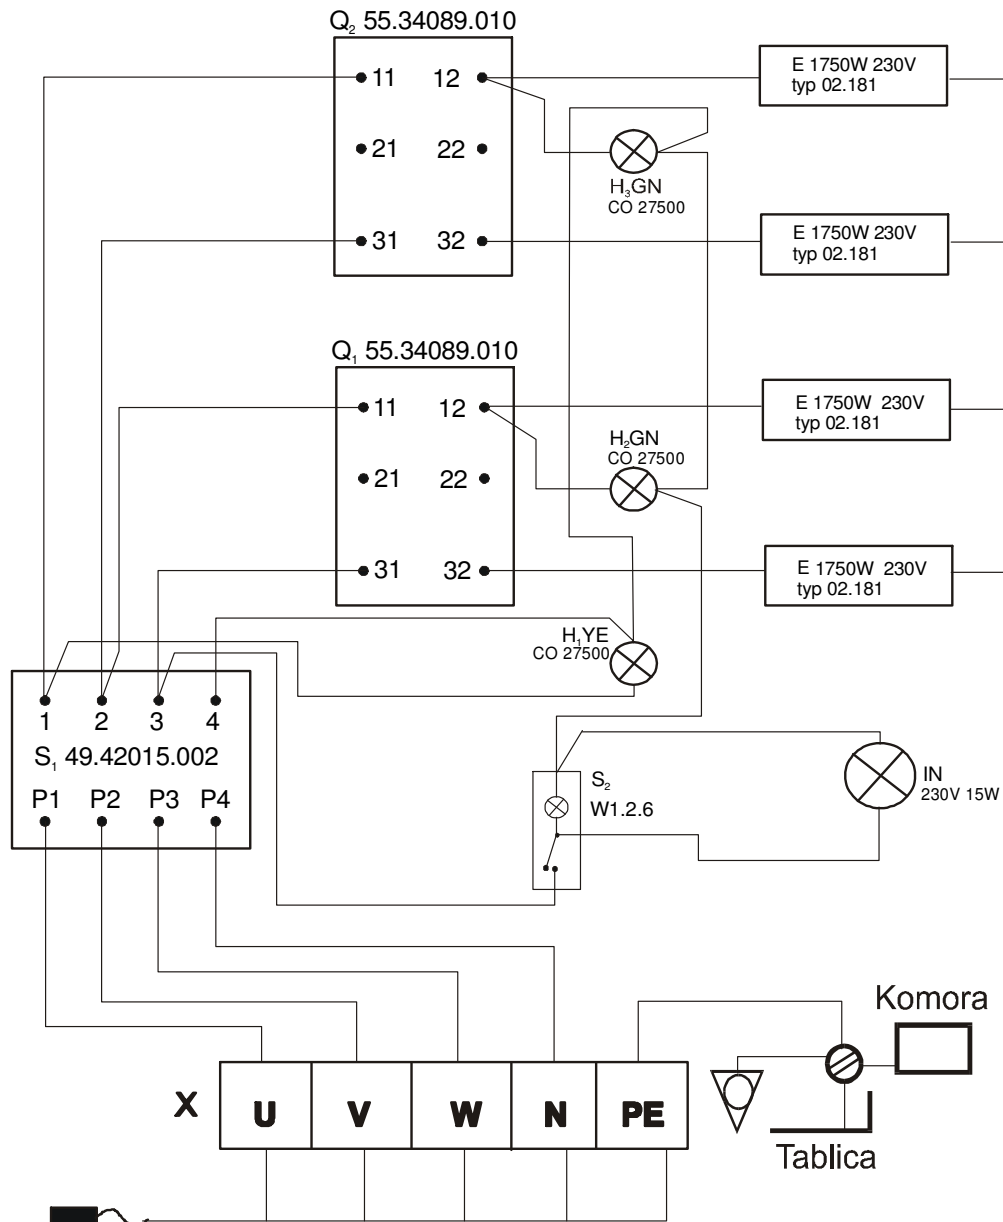 Q₂ 55.34089.010
11 12
21 22
31 32
E 1750W 230V
typ 02.181
H₃GN
CO 27500
E 1750W 230V
typ 02.181
Q₁ 55.34089.010
11 12
21 22
31 32
E 1750W 230V
typ 02.181
H₂GN
CO 27500
E 1750W 230V
typ 02.181
H₁YE
CO 27500
1 2 3 4
S₁ 49.42015.002
P1 P2 P3 P4
S₂
W1.2.6
IN
230V 15W
Komora
X U V W N PE
Tablica